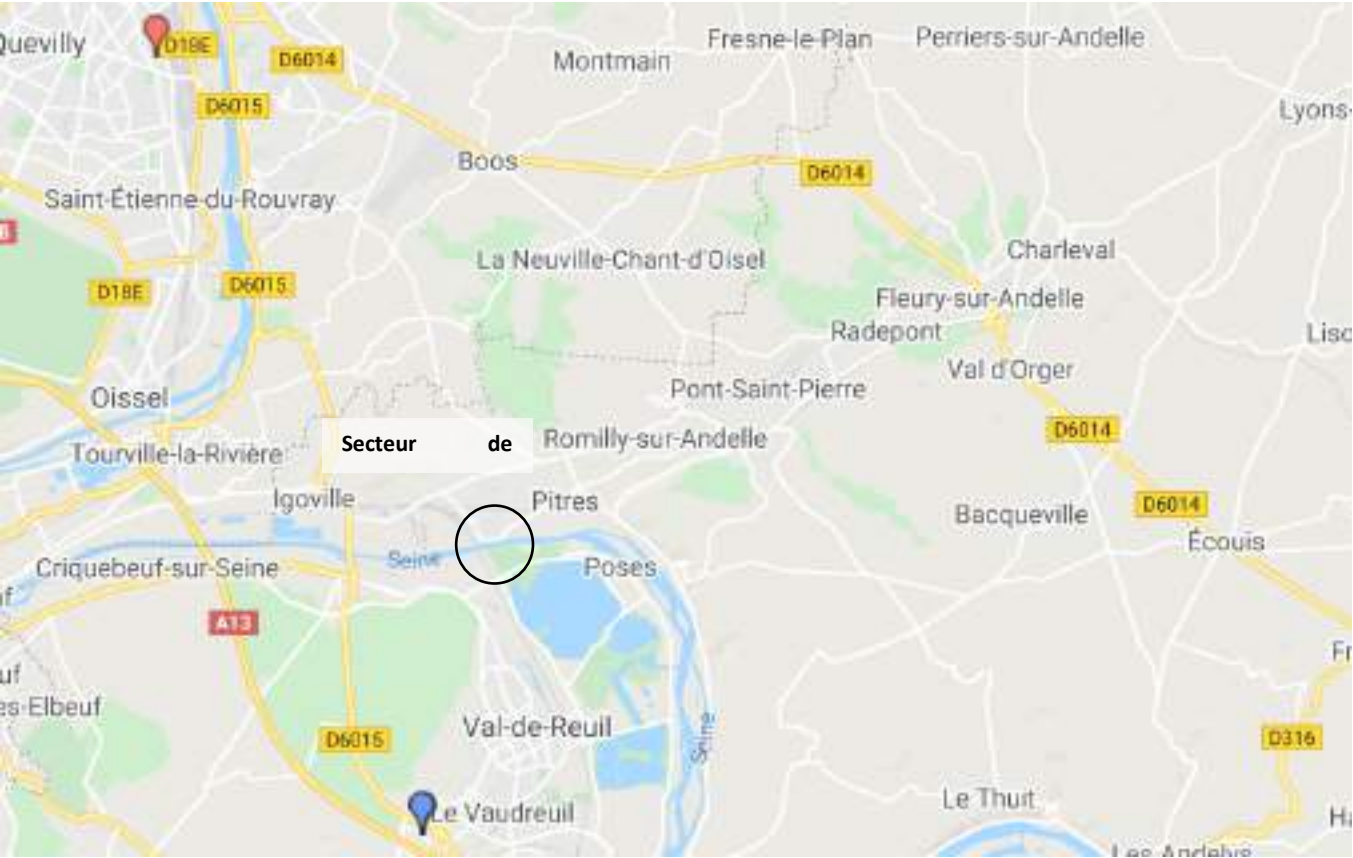 Quevilly
D18E
D6014
Montmain
Fresne-le-Plan
Perriers-sur-Andelle
D6015
Lyons-
Boos
D6014
Saint-Étienne-du-Rouvray
La Neuville-Chant-d'Oisel
Charleval
D18E
D6015
Fleury-sur-Andelle
Radepont
Val d'Orger
Oissel
Pont-Saint-Pierre
D6014
Secteur de
Romilly-sur-Andelle
Tourville-la-Rivière
Igoville
Pitres
D6014
Bacqueville
Écouis
Seine
Criquebeuf-sur-Seine
Poses
A13
es-Elbeuf
Val-de-Reuil
Seine
D6015
D316
Le Thuit
Le Vaudreuil
Les Andelys